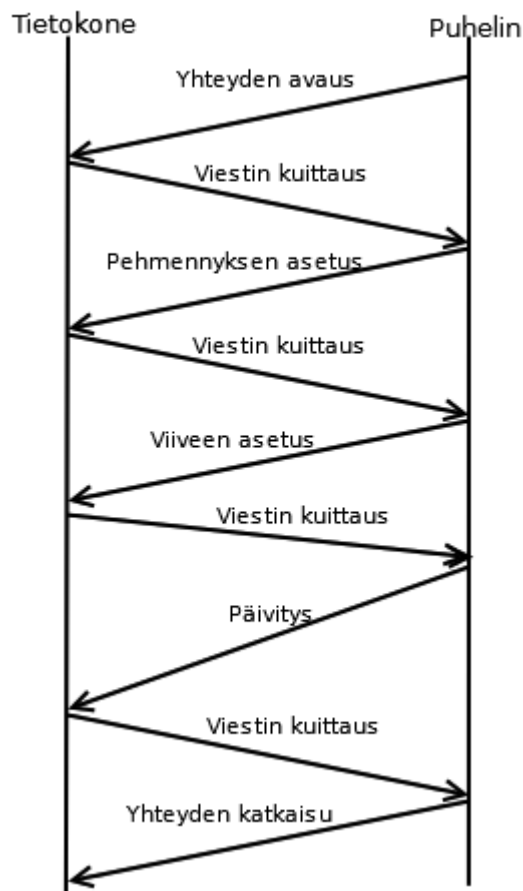 Tietokone
Puhelin
Yhteyden avaus
Viestin kuittaus
Pehmennyksen asetus
Viestin kuittaus
Viiveen asetus
Viestin kuittaus
Päivitys
Viestin kuittaus
Yhteyden katkaisu